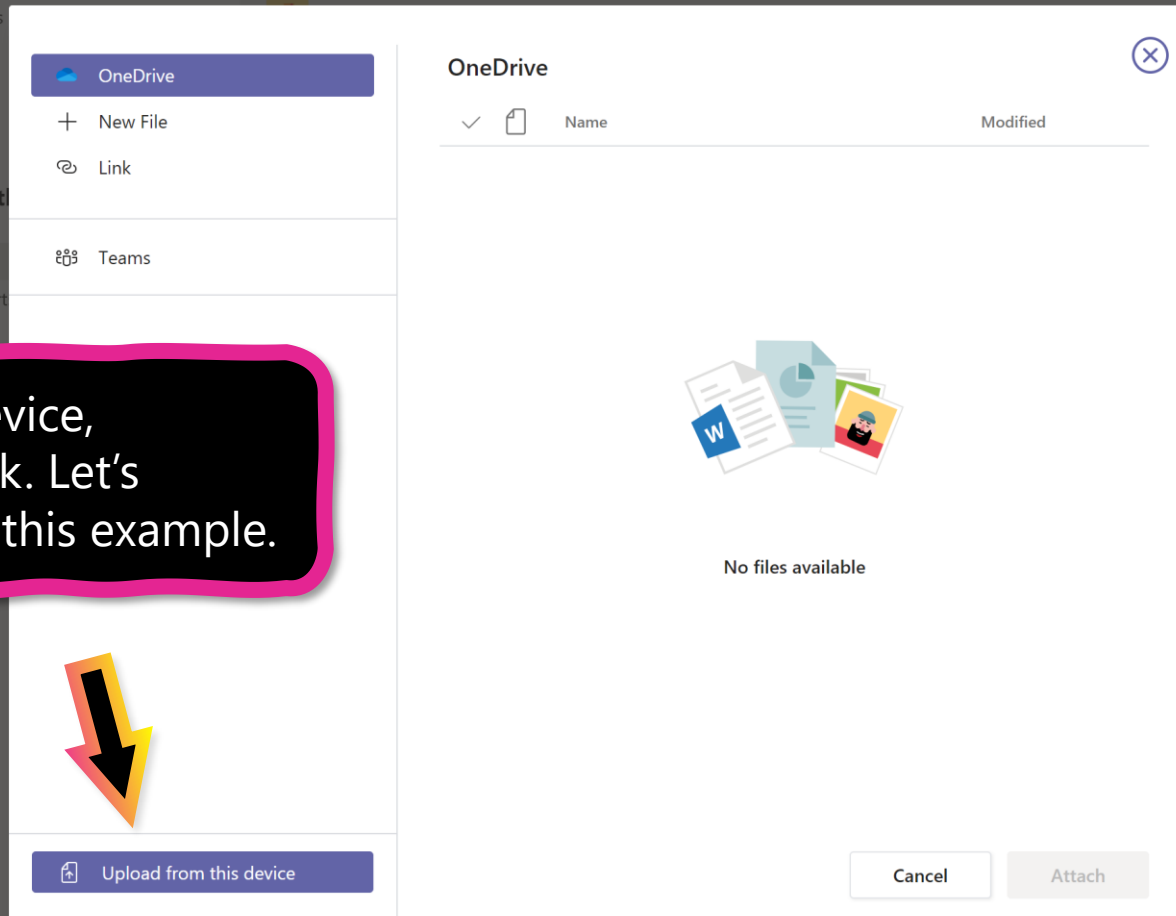 OneDrive
New File
Link
Teams
OneDrive
Name Modified
k. Let's
this example.
W
No files available
Upload from this device
Cancel Attach